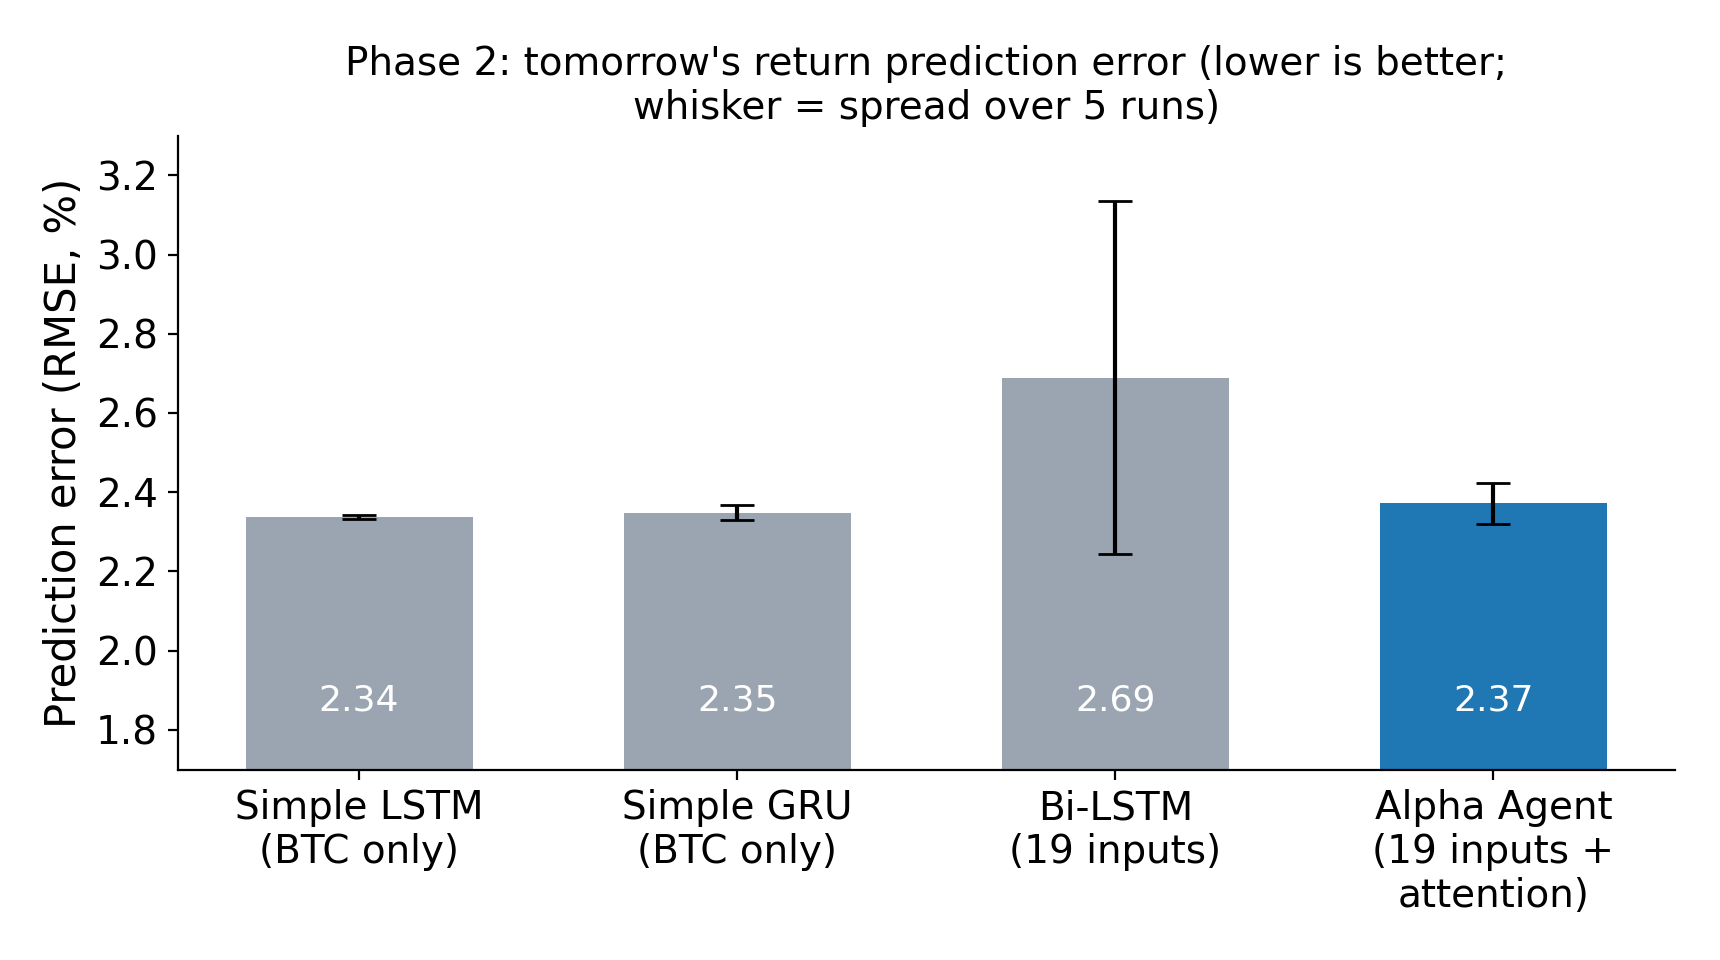 Phase 2: tomorrow's return prediction error (lower is better;
whisker = spread over 5 runs)
Prediction error (RMSE, %)
3.2
3.0
2.8
2.6
2.4
2.2
2.0
1.8
2.34
2.35
2.69
2.37
Simple LSTM
(BTC only)
Simple GRU
(BTC only)
Bi-LSTM
(19 inputs)
Alpha Agent
(19 inputs +
attention)